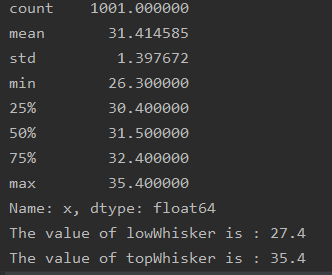 count    1001.000000
mean       31.414585
std         1.397672
min        26.300000
25%        30.400000
50%        31.500000
75%        32.400000
max        35.400000
Name: x, dtype: float64
The value of lowWhisker is : 27.4
The value of topWhisker is : 35.4